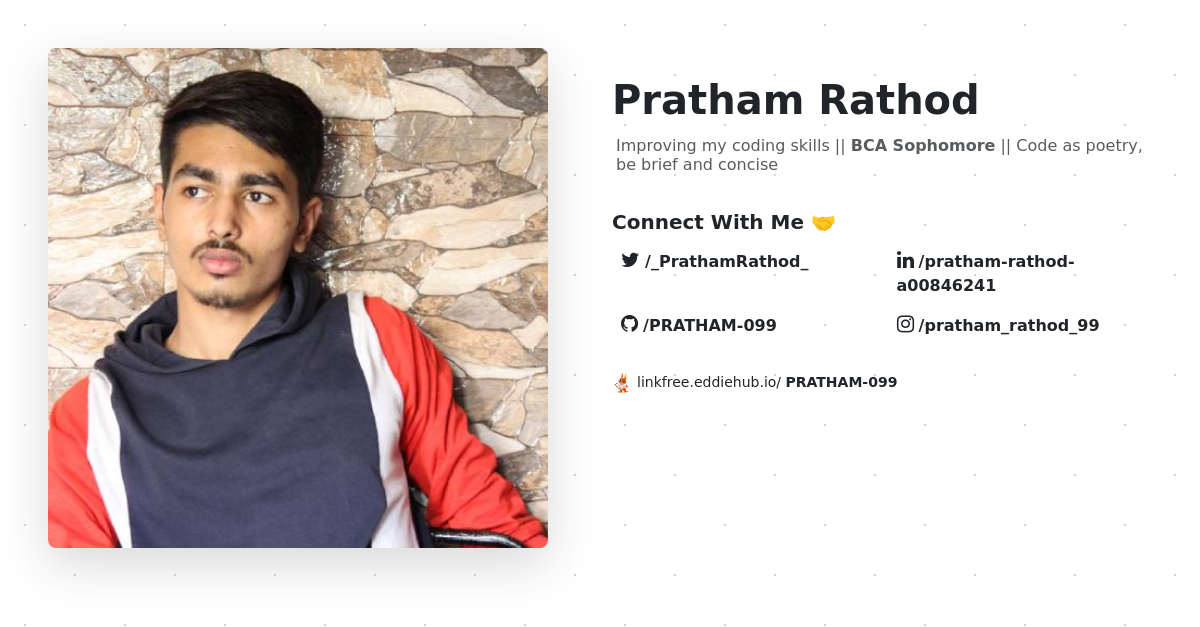 Pratham Rathod
Improving my coding skills || BCA Sophomore || Code as poetry,
be brief and concise
Connect With Me 🤝
/_PrathamRathod_
/pratham-rathod-
a00846241
/PRATHAM-099
/pratham_rathod_99
linkfree.eddiehub.io/ PRATHAM-099